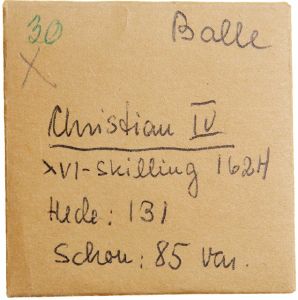 30 Balle
X
Christian IV
XVI-skilling 1624
Hede: 131
Schou: 85 var.